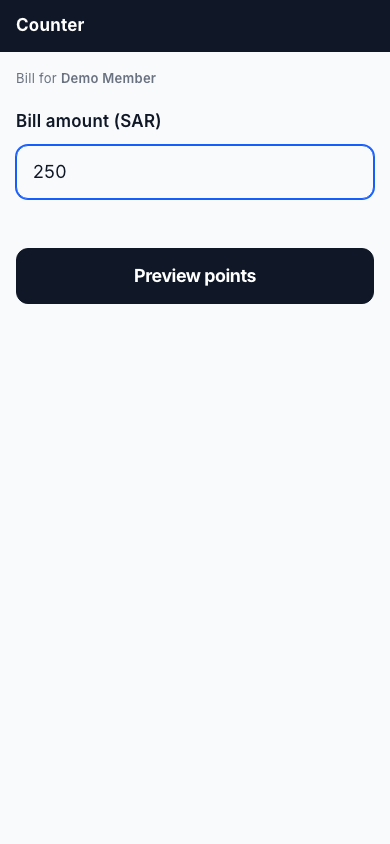 Counter
Bill for Demo Member
Bill amount (SAR)
250
Preview points